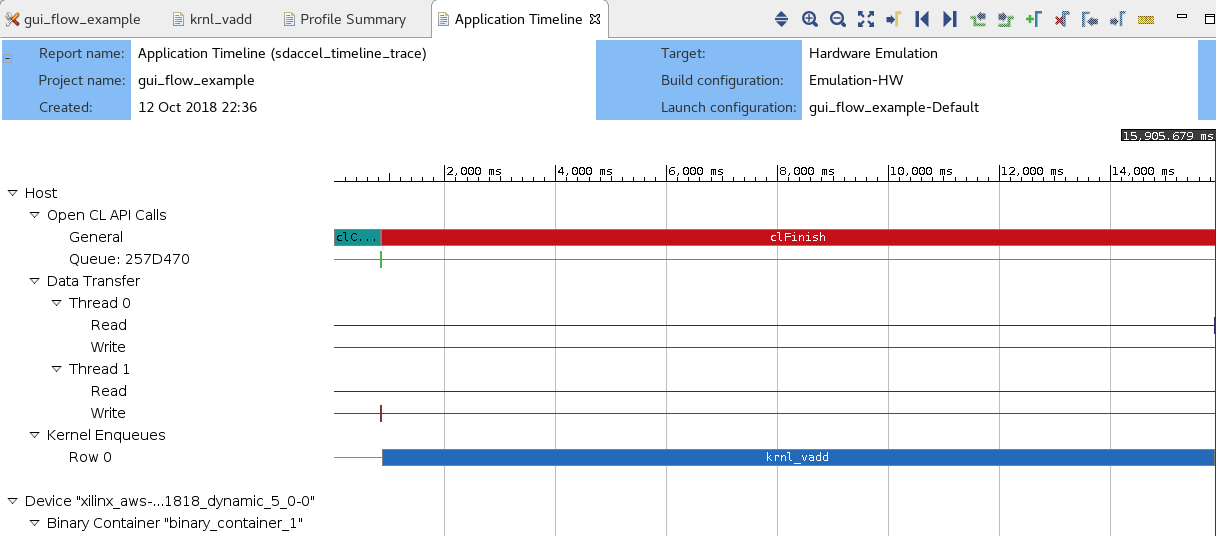 gui_flow_example krnl_vadd Profile Summary Application Timeline
Report name: Application Timeline (sdaccel_timeline_trace) Target: Hardware Emulation
Project name: gui_flow_example Build configuration: Emulation-HW
Created: 12 Oct 2018 22:36 Launch configuration: gui_flow_example-Default
15,905.679 ms
2,000 ms 4,000 ms 6,000 ms 8,000 ms 10,000 ms 12,000 ms 14,000 ms
Host
Open CL API Calls
General clC... clFinish
Queue: 257D470
Data Transfer
Thread 0
Read
Write
Thread 1
Read
Write
Kernel Enqueues
Row 0 krnl_vadd
Device "xilinx_aws-...1818_dynamic_5_0-0"
Binary Container "binary_container_1"